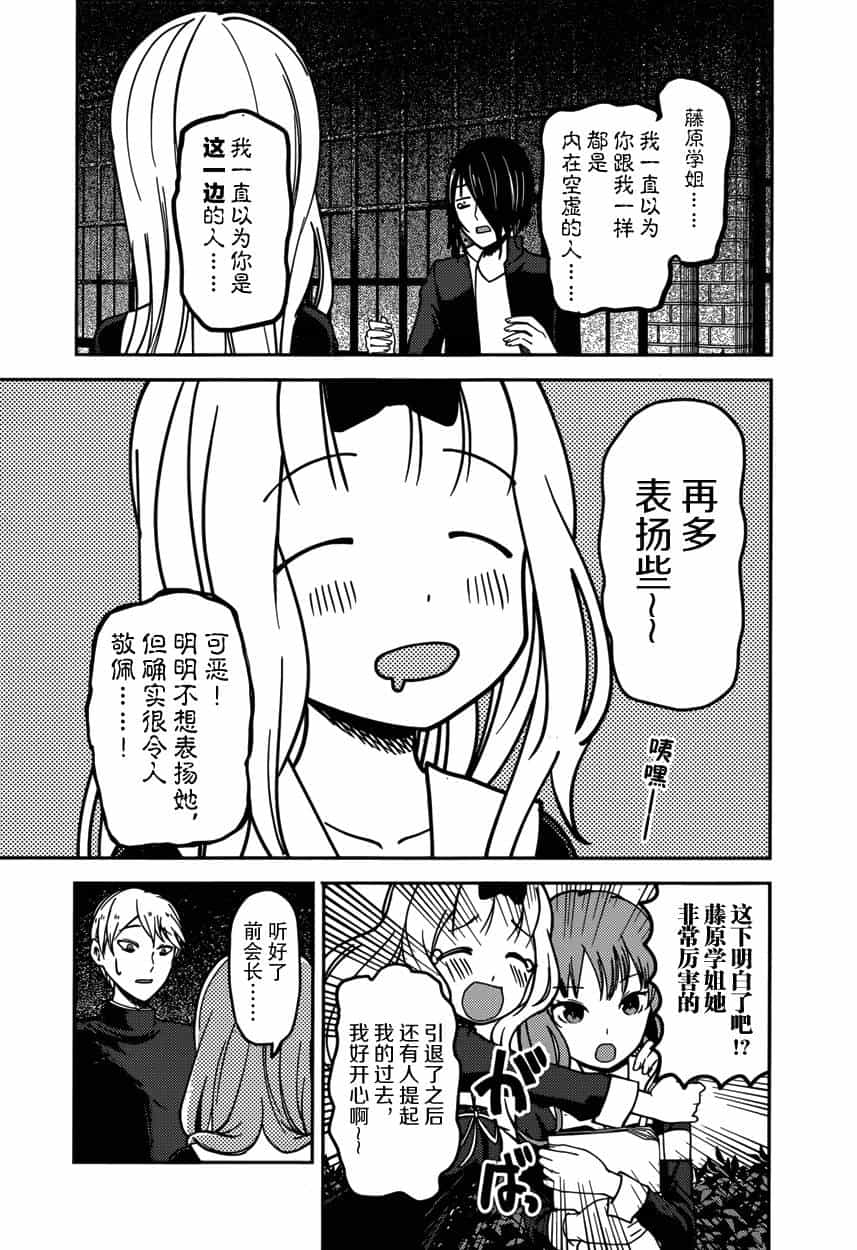 藤原学姐……
我一直以为
你跟我一样
都是
内在空虚的人……
我一直以为你是
这一边的人……
再多
表扬些~~
咦嘿——
可恶！
明明不想表扬她，
但确实很令人
敬佩……！
这下明白了吧！？
藤原学姐她
非常厉害的
引退了之后
还有人提起
我的过去，
我好开心啊~
がばっ
听好了
前会长……